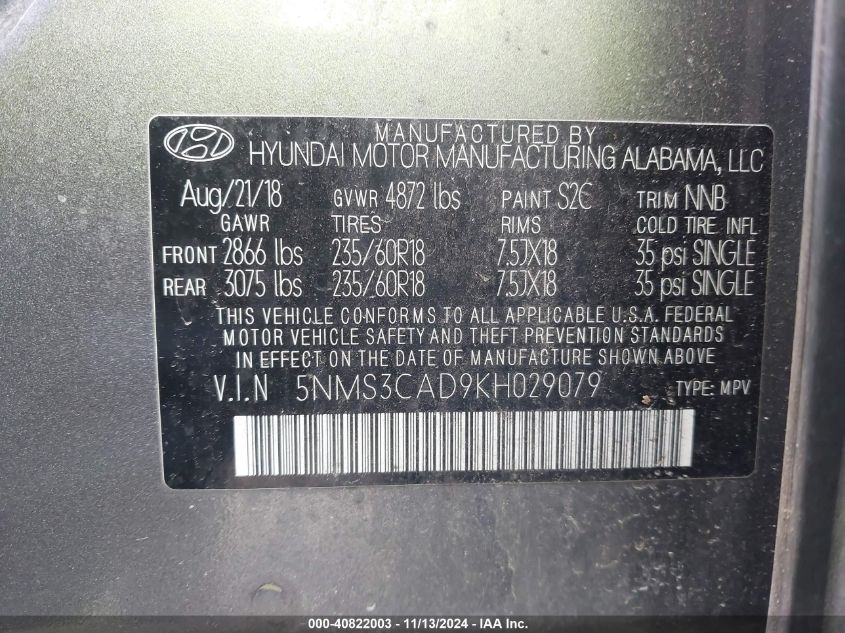 MANUFACTURED BY
HYUNDAI MOTOR MANUFACTURING ALABAMA, LLC
Aug/21/18 GVWR 4872 lbs PAINT S2C TRIM NNB
GAWR TIRES RIMS COLD TIRE INFL
FRONT 2866 lbs 235/60R18 7.5JX18 35 psi SINGLE
REAR 3075 lbs 235/60R18 7.5JX18 35 psi SINGLE
THIS VEHICLE CONFORMS TO ALL APPLICABLE U.S.A. FEDERAL
MOTOR VEHICLE SAFETY AND THEFT PREVENTION STANDARDS
IN EFFECT ON THE DATE OF MANUFACTURE SHOWN ABOVE
V.I.N 5NMS3CAD9KH029079 TYPE: MPV
000-40822003 - 11/13/2024 - IAA Inc.